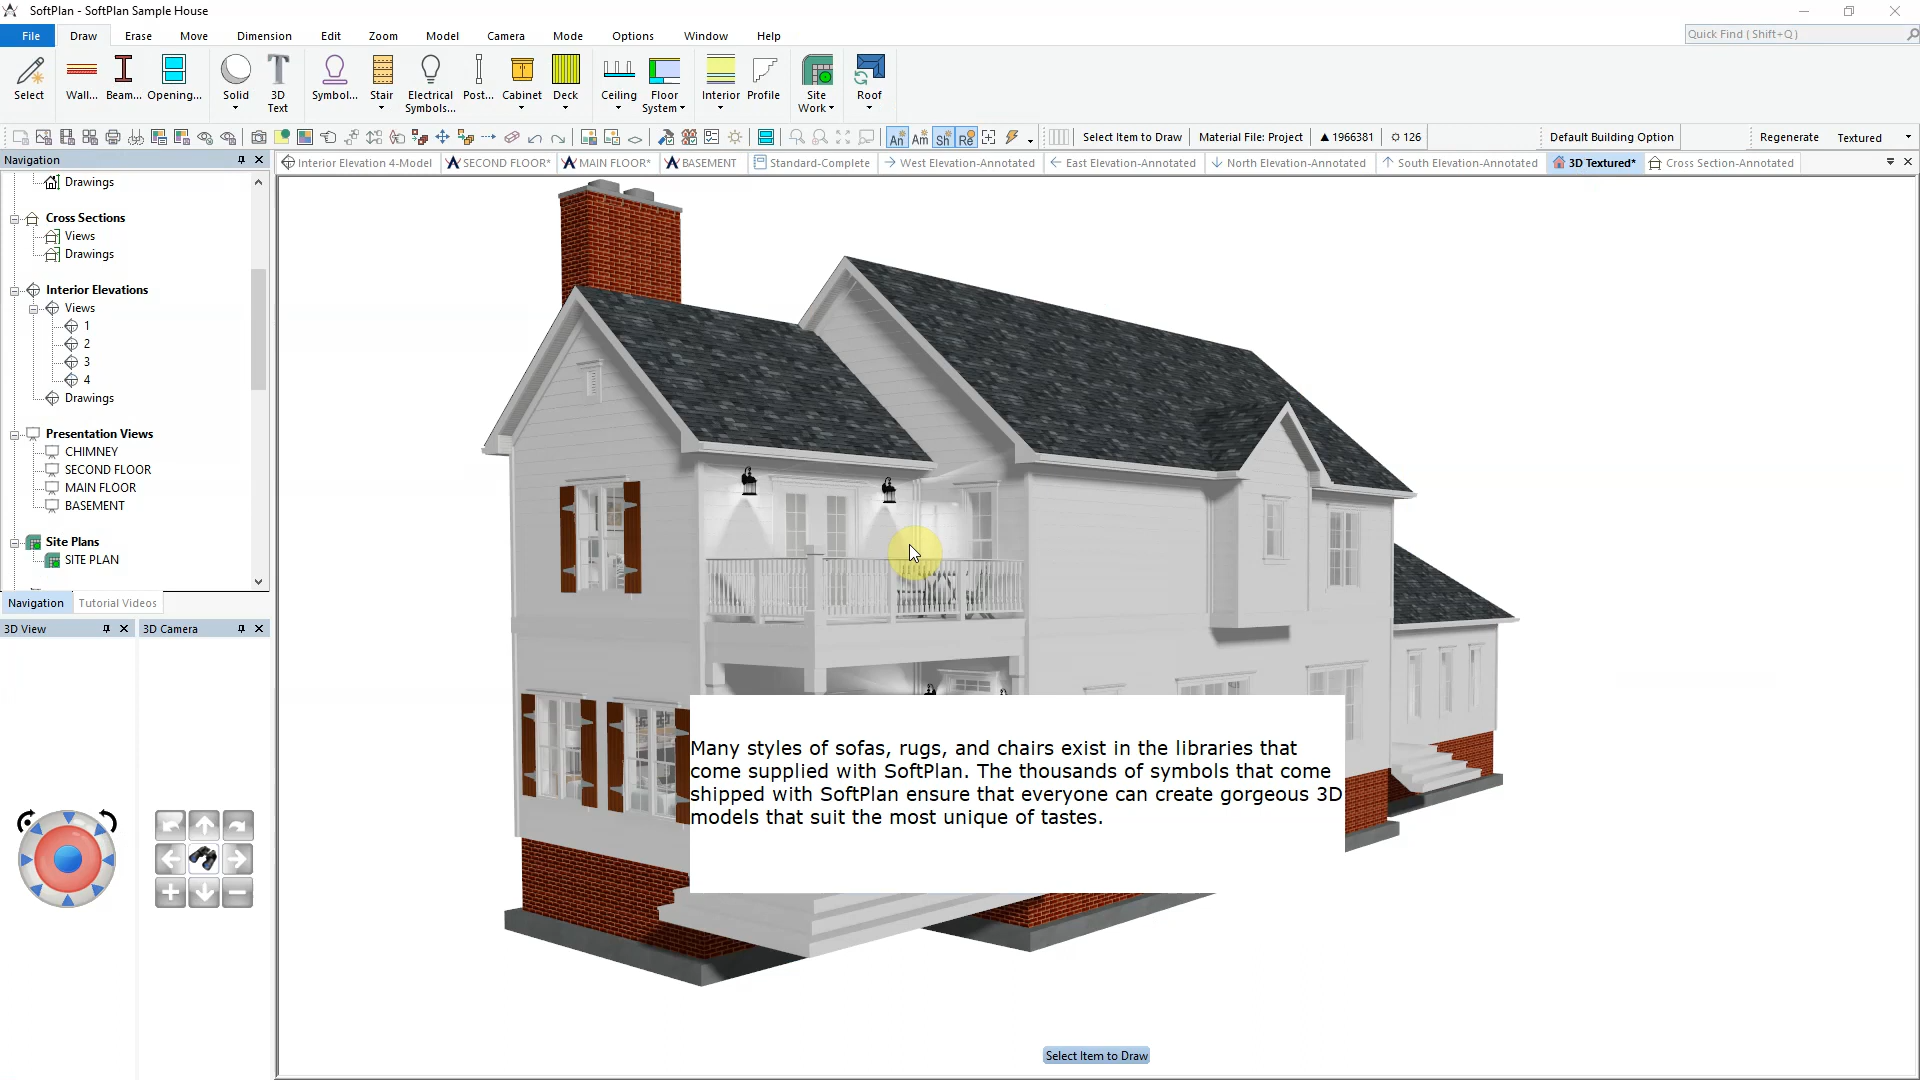 SoftPlan - SoftPlan Sample House
File Draw Erase Move Dimension Edit Zoom Model Camera Mode Options Window Help
Quick Find ( Shift+Q )
Select Wall... Beam... Opening... Solid 3D Text Symbol... Stair Electrical Symbols... Post... Cabinet Deck Ceiling Floor System Interior Profile Site Work Roof
An Am Sh Re Select Item to Draw Material File: Project 1966381 126 Default Building Option Regenerate Textured
Navigation
Interior Elevation 4-Model SECOND FLOOR* MAIN FLOOR* BASEMENT Standard-Complete West Elevation-Annotated East Elevation-Annotated North Elevation-Annotated South Elevation-Annotated 3D Textured* Cross Section-Annotated
Drawings
Cross Sections
Views
Drawings
Interior Elevations
Views
1
2
3
4
Drawings
Presentation Views
CHIMNEY
SECOND FLOOR
MAIN FLOOR
BASEMENT
Site Plans
SITE PLAN
Navigation Tutorial Videos
3D View 3D Camera
Many styles of sofas, rugs, and chairs exist in the libraries that
come supplied with SoftPlan. The thousands of symbols that come
shipped with SoftPlan ensure that everyone can create gorgeous 3D
models that suit the most unique of tastes.
Select Item to Draw